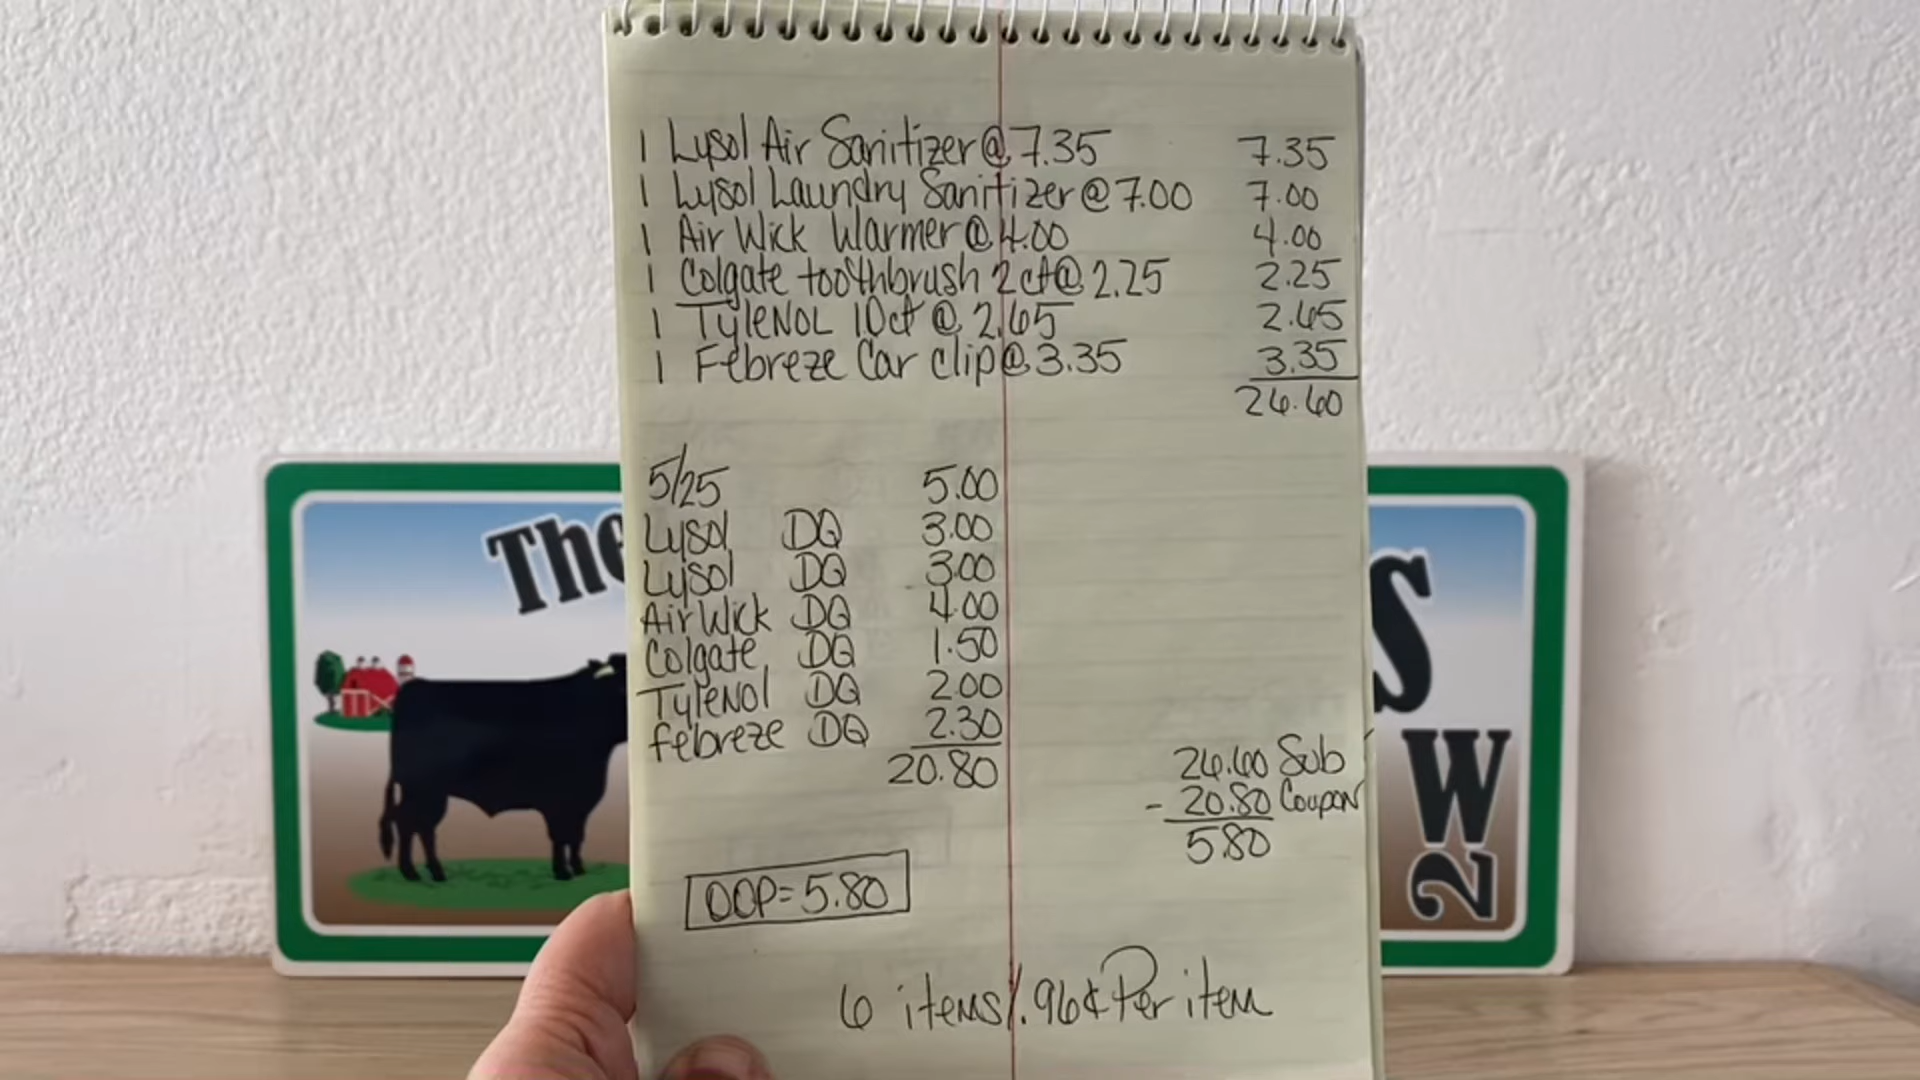 1 Lysol Air Sanitizer @ 7.35 7.35
1 Lysol Laundry Sanitizer @ 7.00 7.00
1 Air Wick Warmer @ 4.00 4.00
1 Colgate toothbrush 2ct @ 2.25 2.25
1 TyleNOL 10ct @ 2.65 2.65
1 Febreze Car Clip @ 3.35 3.35
26.60
5/25 5.00
Lysol DQ 3.00
Lysol DQ 3.00
Air Wick DQ 4.00
Colgate DQ 1.50
TyleNol DQ 2.00
febreze DQ 2.30
20.80
26.60 Sub
- 20.80 Coupon
5.80
OOP = 5.80
6 items/.96¢ Per item
The
S
W
2